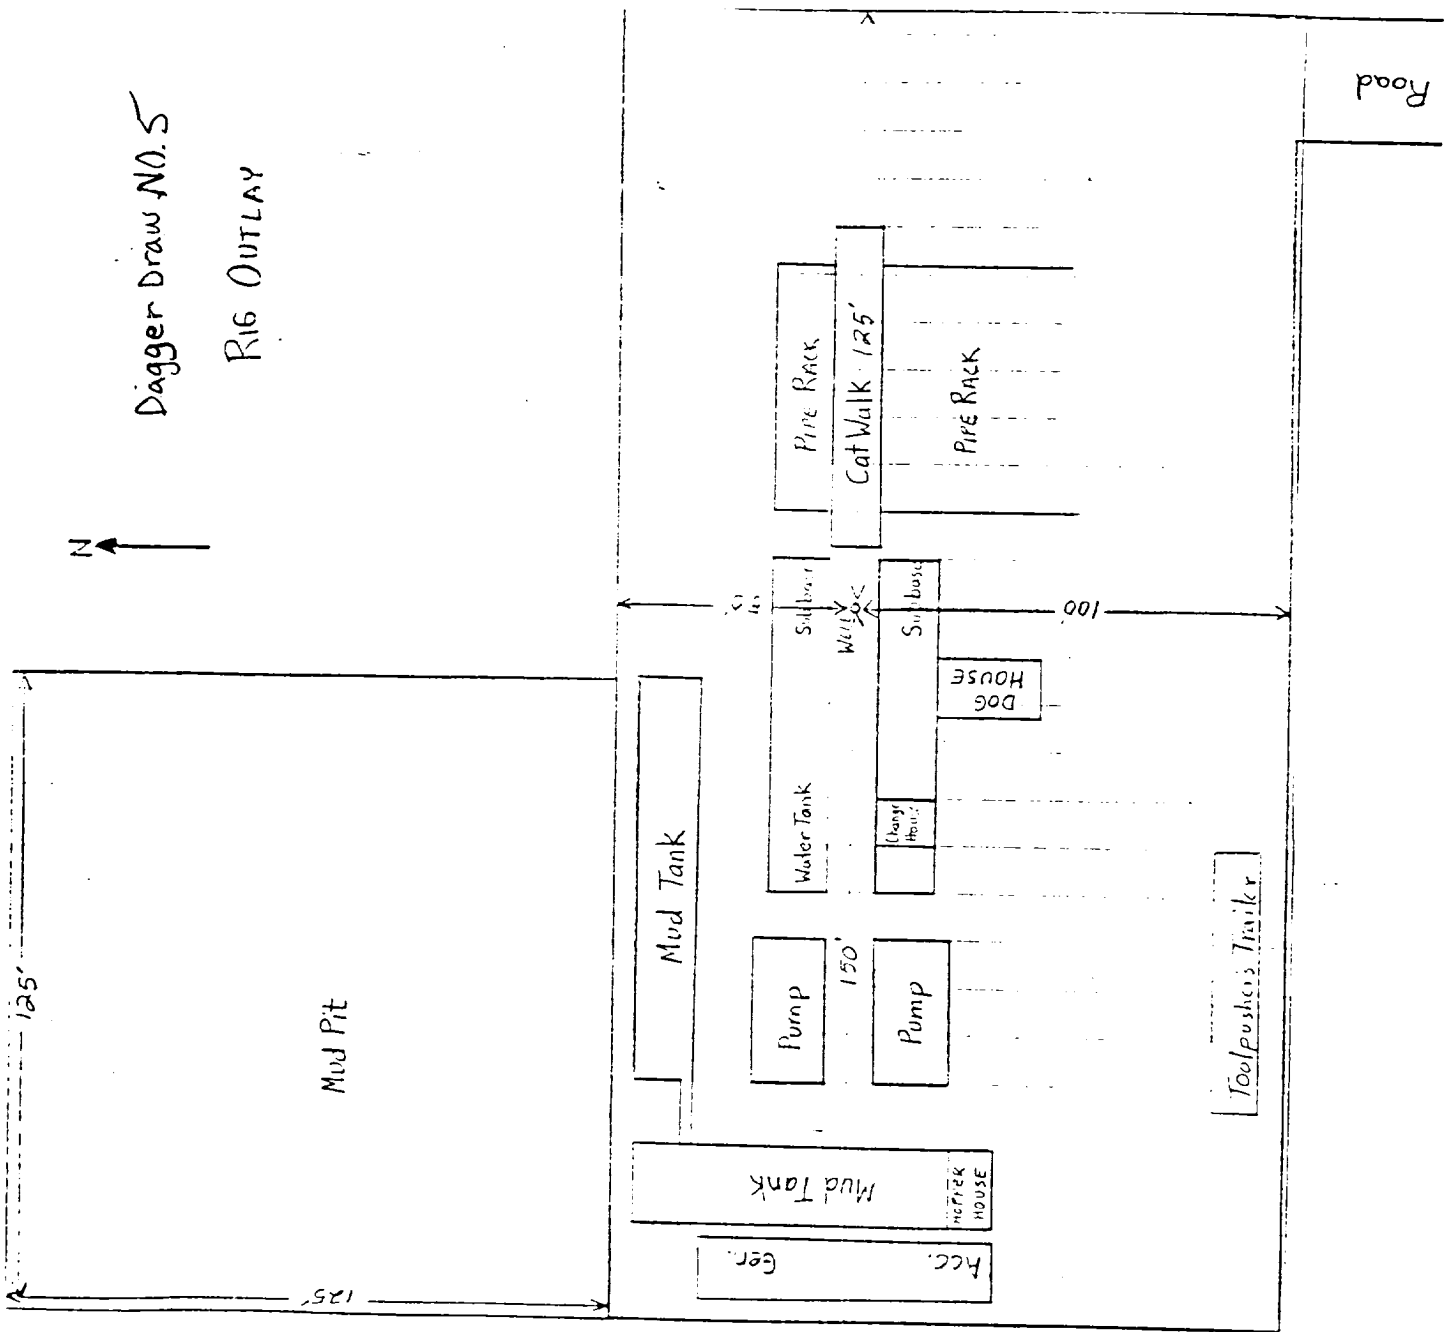 Dagger Draw NO. 5
RIG OUTLAY
N
Road
125'
125'
Mud Pit
PIPE RACK
Cat Walk 125'
PIPE RACK
Subbase
Subbase
100'
DOG
HOUSE
Mud Tank
Water Tank
Change
House
Pump
150'
Pump
Toolpushers Trailer
Mud Tank
HOPPER
HOUSE
Gen.
Acc.